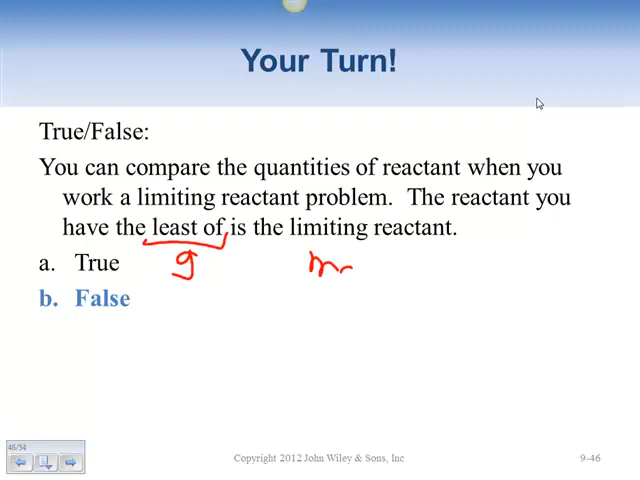 Your Turn!
True/False:
You can compare the quantities of reactant when you
work a limiting reactant problem. The reactant you
have the least of is the limiting reactant.
a. True
g
b. False
46/54
Copyright 2012 John Wiley & Sons, Inc
9-46